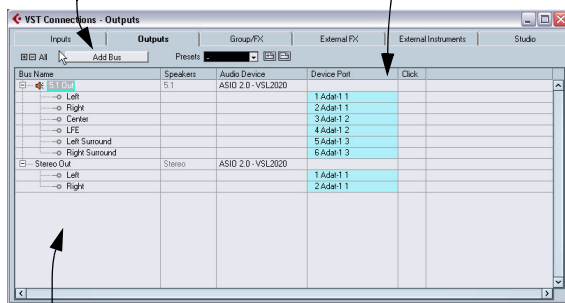 VST Connections - Outputs
Inputs Outputs Group/FX External FX External Instruments Studio
All Add Bus Presets -
Bus Name Speakers Audio Device Device Port Click
5.1 Out 5.1 ASIO 2.0 - VSL2020
Left 1 Adat-1 1
Right 2 Adat-1 1
Center 3 Adat-1 2
LFE 4 Adat-1 2
Left Surround 5 Adat-1 3
Right Surround 6 Adat-1 3
Stereo Out Stereo ASIO 2.0 - VSL2020
Left 1 Adat-1 1
Right 2 Adat-1 1